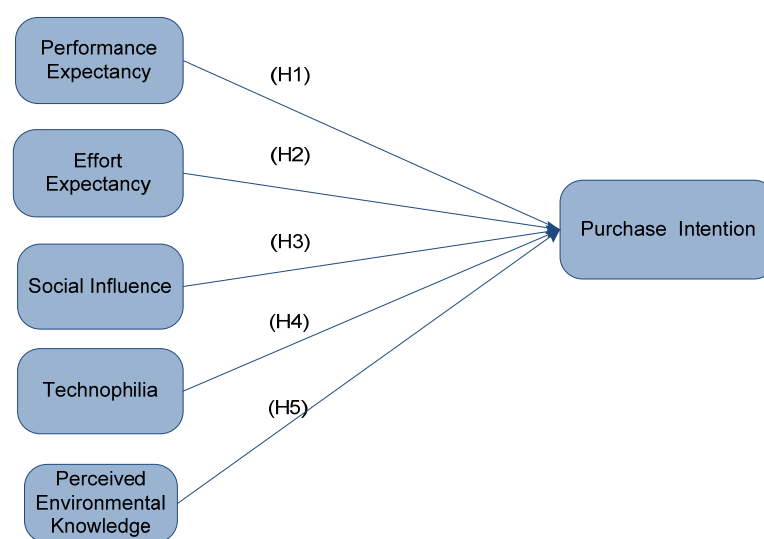 Performance
Expectancy
(H1)
Effort
Expectancy
(H2)
Social Influence
(H3)
Technophilia
(H4)
Perceived
Environmental
Knowledge
(H5)
Purchase Intention